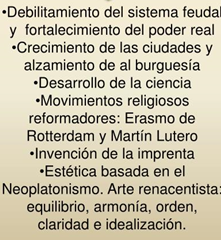 •Debilitamiento del sistema feudal
y fortalecimiento del poder real
•Crecimiento de las ciudades y
alzamiento de al burguesía
•Desarrollo de la ciencia
•Movimientos religiosos
reformadores: Erasmo de
Rotterdam y Martín Lutero
•Invención de la imprenta
•Estética basada en el
Neoplatonismo. Arte renacentista:
equilibrio, armonía, orden,
claridad e idealización.